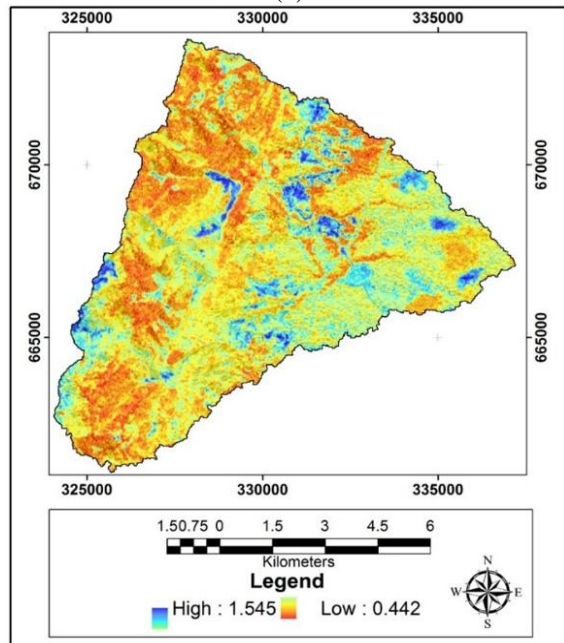 325000 330000 335000
670000 670000
665000 665000
325000 330000 335000
1.50.75 0 1.5 3 4.5 6
Kilometers
Legend
High : 1.545 Low : 0.442
N
W E
S